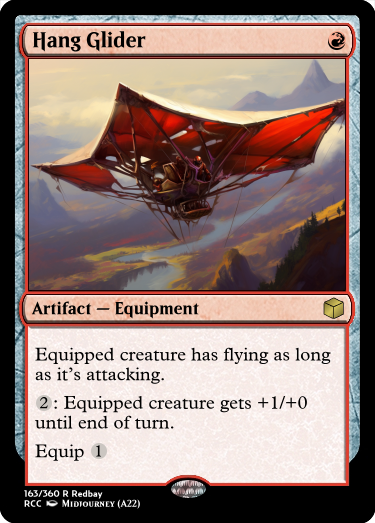 Hang Glider
Artifact — Equipment
Equipped creature has flying as long
as it's attacking.
2: Equipped creature gets +1/+0
until end of turn.
Equip 1
163/360 R Redbay
RCC Midjourney (A22)